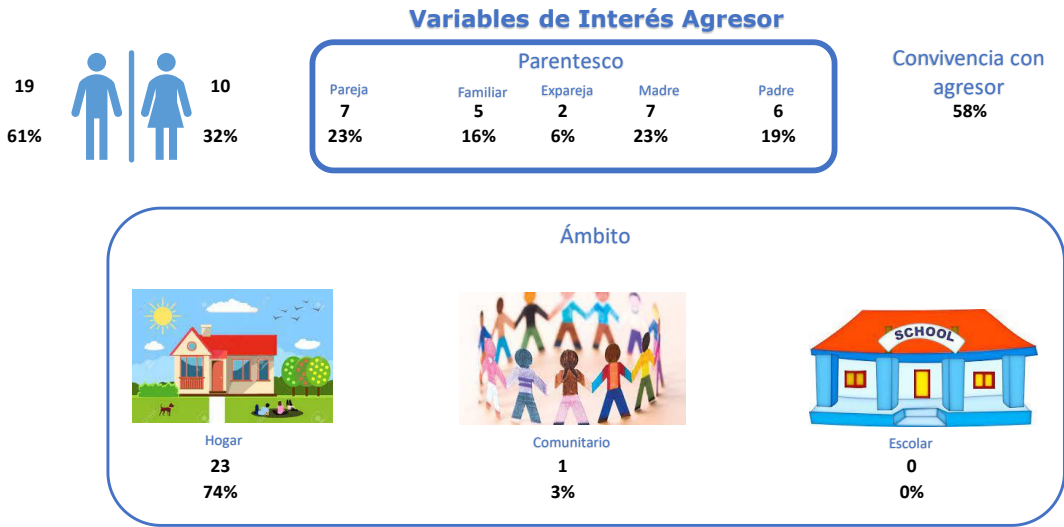 Variables de Interés Agresor
19
61%
10
32%
Parentesco
Pareja
7
23%
Familiar
5
16%
Expareja
2
6%
Madre
7
23%
Padre
6
19%
Convivencia con
agresor
58%
Ámbito
Hogar
23
74%
Comunitario
1
3%
SCHOOL
Escolar
0
0%